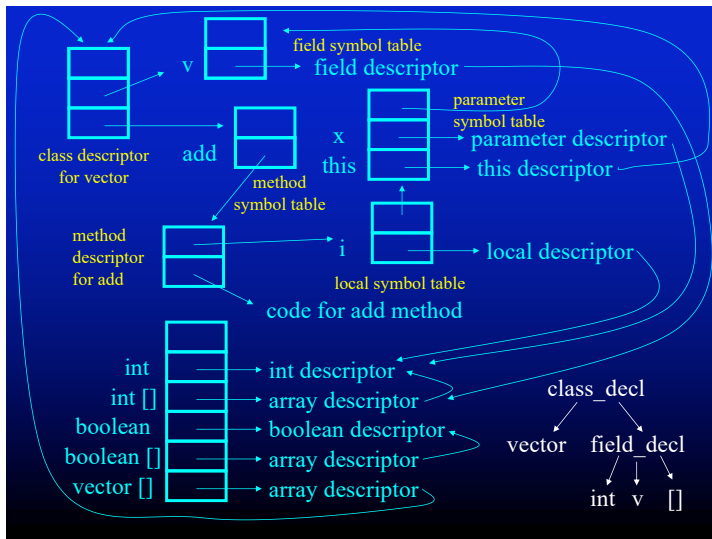 field symbol table
v
field descriptor
parameter
symbol table
class descriptor
for vector
add
x
parameter descriptor
this
this descriptor
method
symbol table
method
descriptor
for add
i
local descriptor
local symbol table
code for add method
int
int descriptor
int []
array descriptor
boolean
boolean descriptor
boolean []
array descriptor
vector []
array descriptor
class_decl
vector
field_decl
int
v
[]